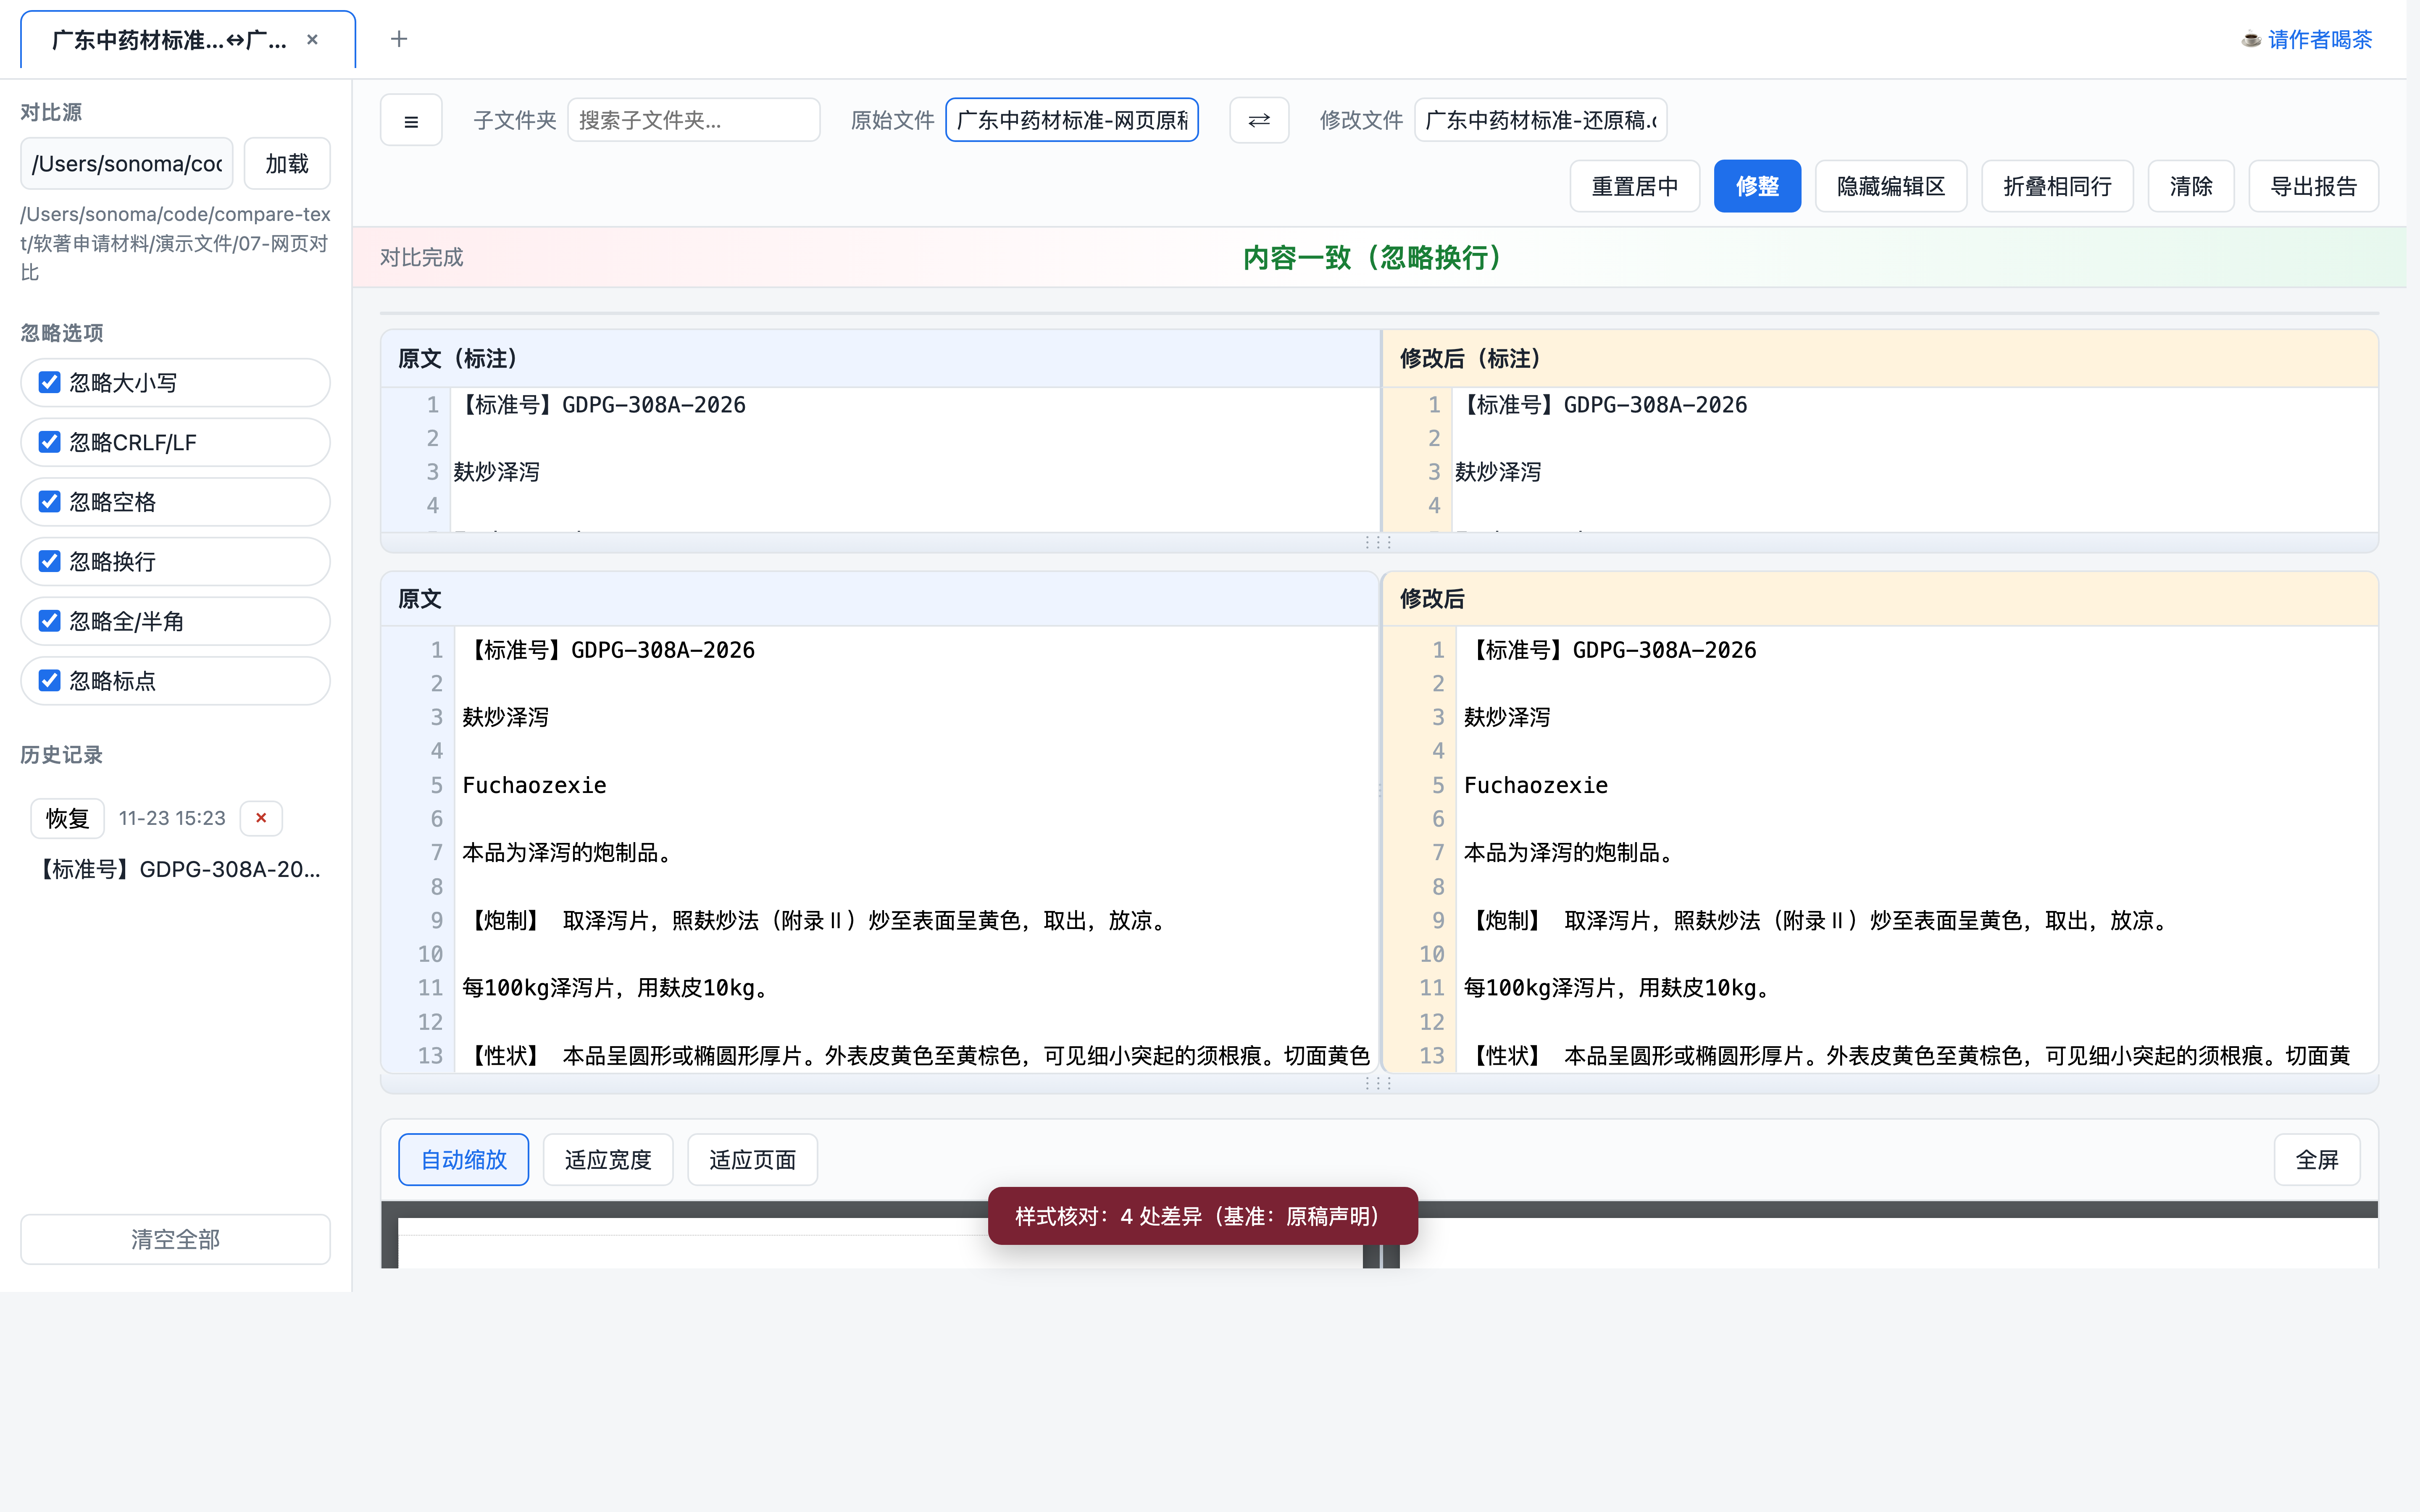 广东中药材标准...↔广... × +
☕ 请作者喝茶
对比源
/Users/sonoma/coc 加载
/Users/sonoma/code/compare-tex
t/软著申请材料/演示文件/07-网页对
比
忽略选项
忽略大小写
忽略CRLF/LF
忽略空格
忽略换行
忽略全/半角
忽略标点
历史记录
恢复 11-23 15:23 ×
【标准号】GDPG-308A-20...
清空全部
≡ 子文件夹 搜索子文件夹... 原始文件 广东中药材标准-网页原稿 ⇄ 修改文件 广东中药材标准-还原稿.
重置居中 修整 隐藏编辑区 折叠相同行 清除 导出报告
对比完成 内容一致（忽略换行）
原文（标注）
1 【标准号】GDPG-308A-2026
2
3 麸炒泽泻
4
修改后（标注）
1 【标准号】GDPG-308A-2026
2
3 麸炒泽泻
4
原文
1 【标准号】GDPG-308A-2026
2
3 麸炒泽泻
4
5 Fuchaozexie
6
7 本品为泽泻的炮制品。
8
9 【炮制】 取泽泻片，照麸炒法（附录Ⅱ）炒至表面呈黄色，取出，放凉。
10
11 每100kg泽泻片，用麸皮10kg。
12
13 【性状】 本品呈圆形或椭圆形厚片。外表皮黄色至黄棕色，可见细小突起的须根痕。切面黄色
修改后
1 【标准号】GDPG-308A-2026
2
3 麸炒泽泻
4
5 Fuchaozexie
6
7 本品为泽泻的炮制品。
8
9 【炮制】 取泽泻片，照麸炒法（附录Ⅱ）炒至表面呈黄色，取出，放凉。
10
11 每100kg泽泻片，用麸皮10kg。
12
13 【性状】 本品呈圆形或椭圆形厚片。外表皮黄色至黄棕色，可见细小突起的须根痕。切面黄
自动缩放 适应宽度 适应页面 全屏
样式核对：4 处差异（基准：原稿声明）